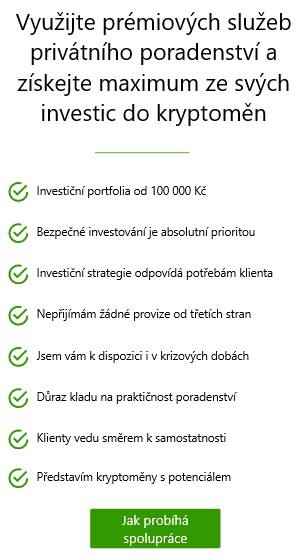 Využijte prémiových služeb
privátního poradenství a
získejte maximum ze svých
investic do kryptoměn
Investiční portfolia od 100 000 Kč
Bezpečné investování je absolutní prioritou
Investiční strategie odpovídá potřebám klienta
Nepřijímám žádné provize od třetích stran
Jsem vám k dispozici i v krizových dobách
Důraz kladu na praktičnost poradenství
Klienty vedu směrem k samostatnosti
Představím kryptoměny s potenciálem
Jak probíhá
spolupráce